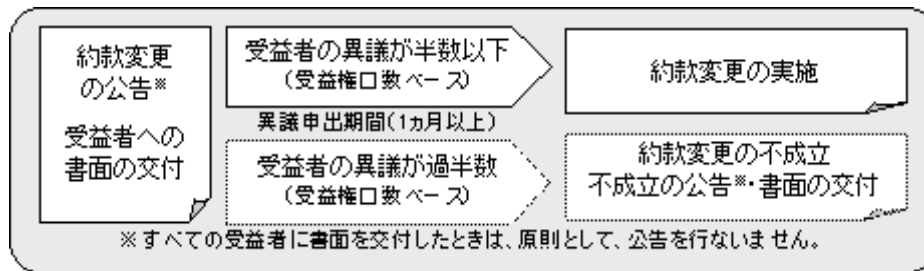 約款変更
の公告※
受益者への
書面の交付
受益者の異議が半数以下
(受益権口数ベース)
異議申出期間(1ヵ月以上)
受益者の異議が過半数
(受益権口数ベース)
約款変更の実施
約款変更の不成立
不成立の公告※・書面の交付
※すべての受益者に書面を交付したときは、原則として、公告を行ないません。